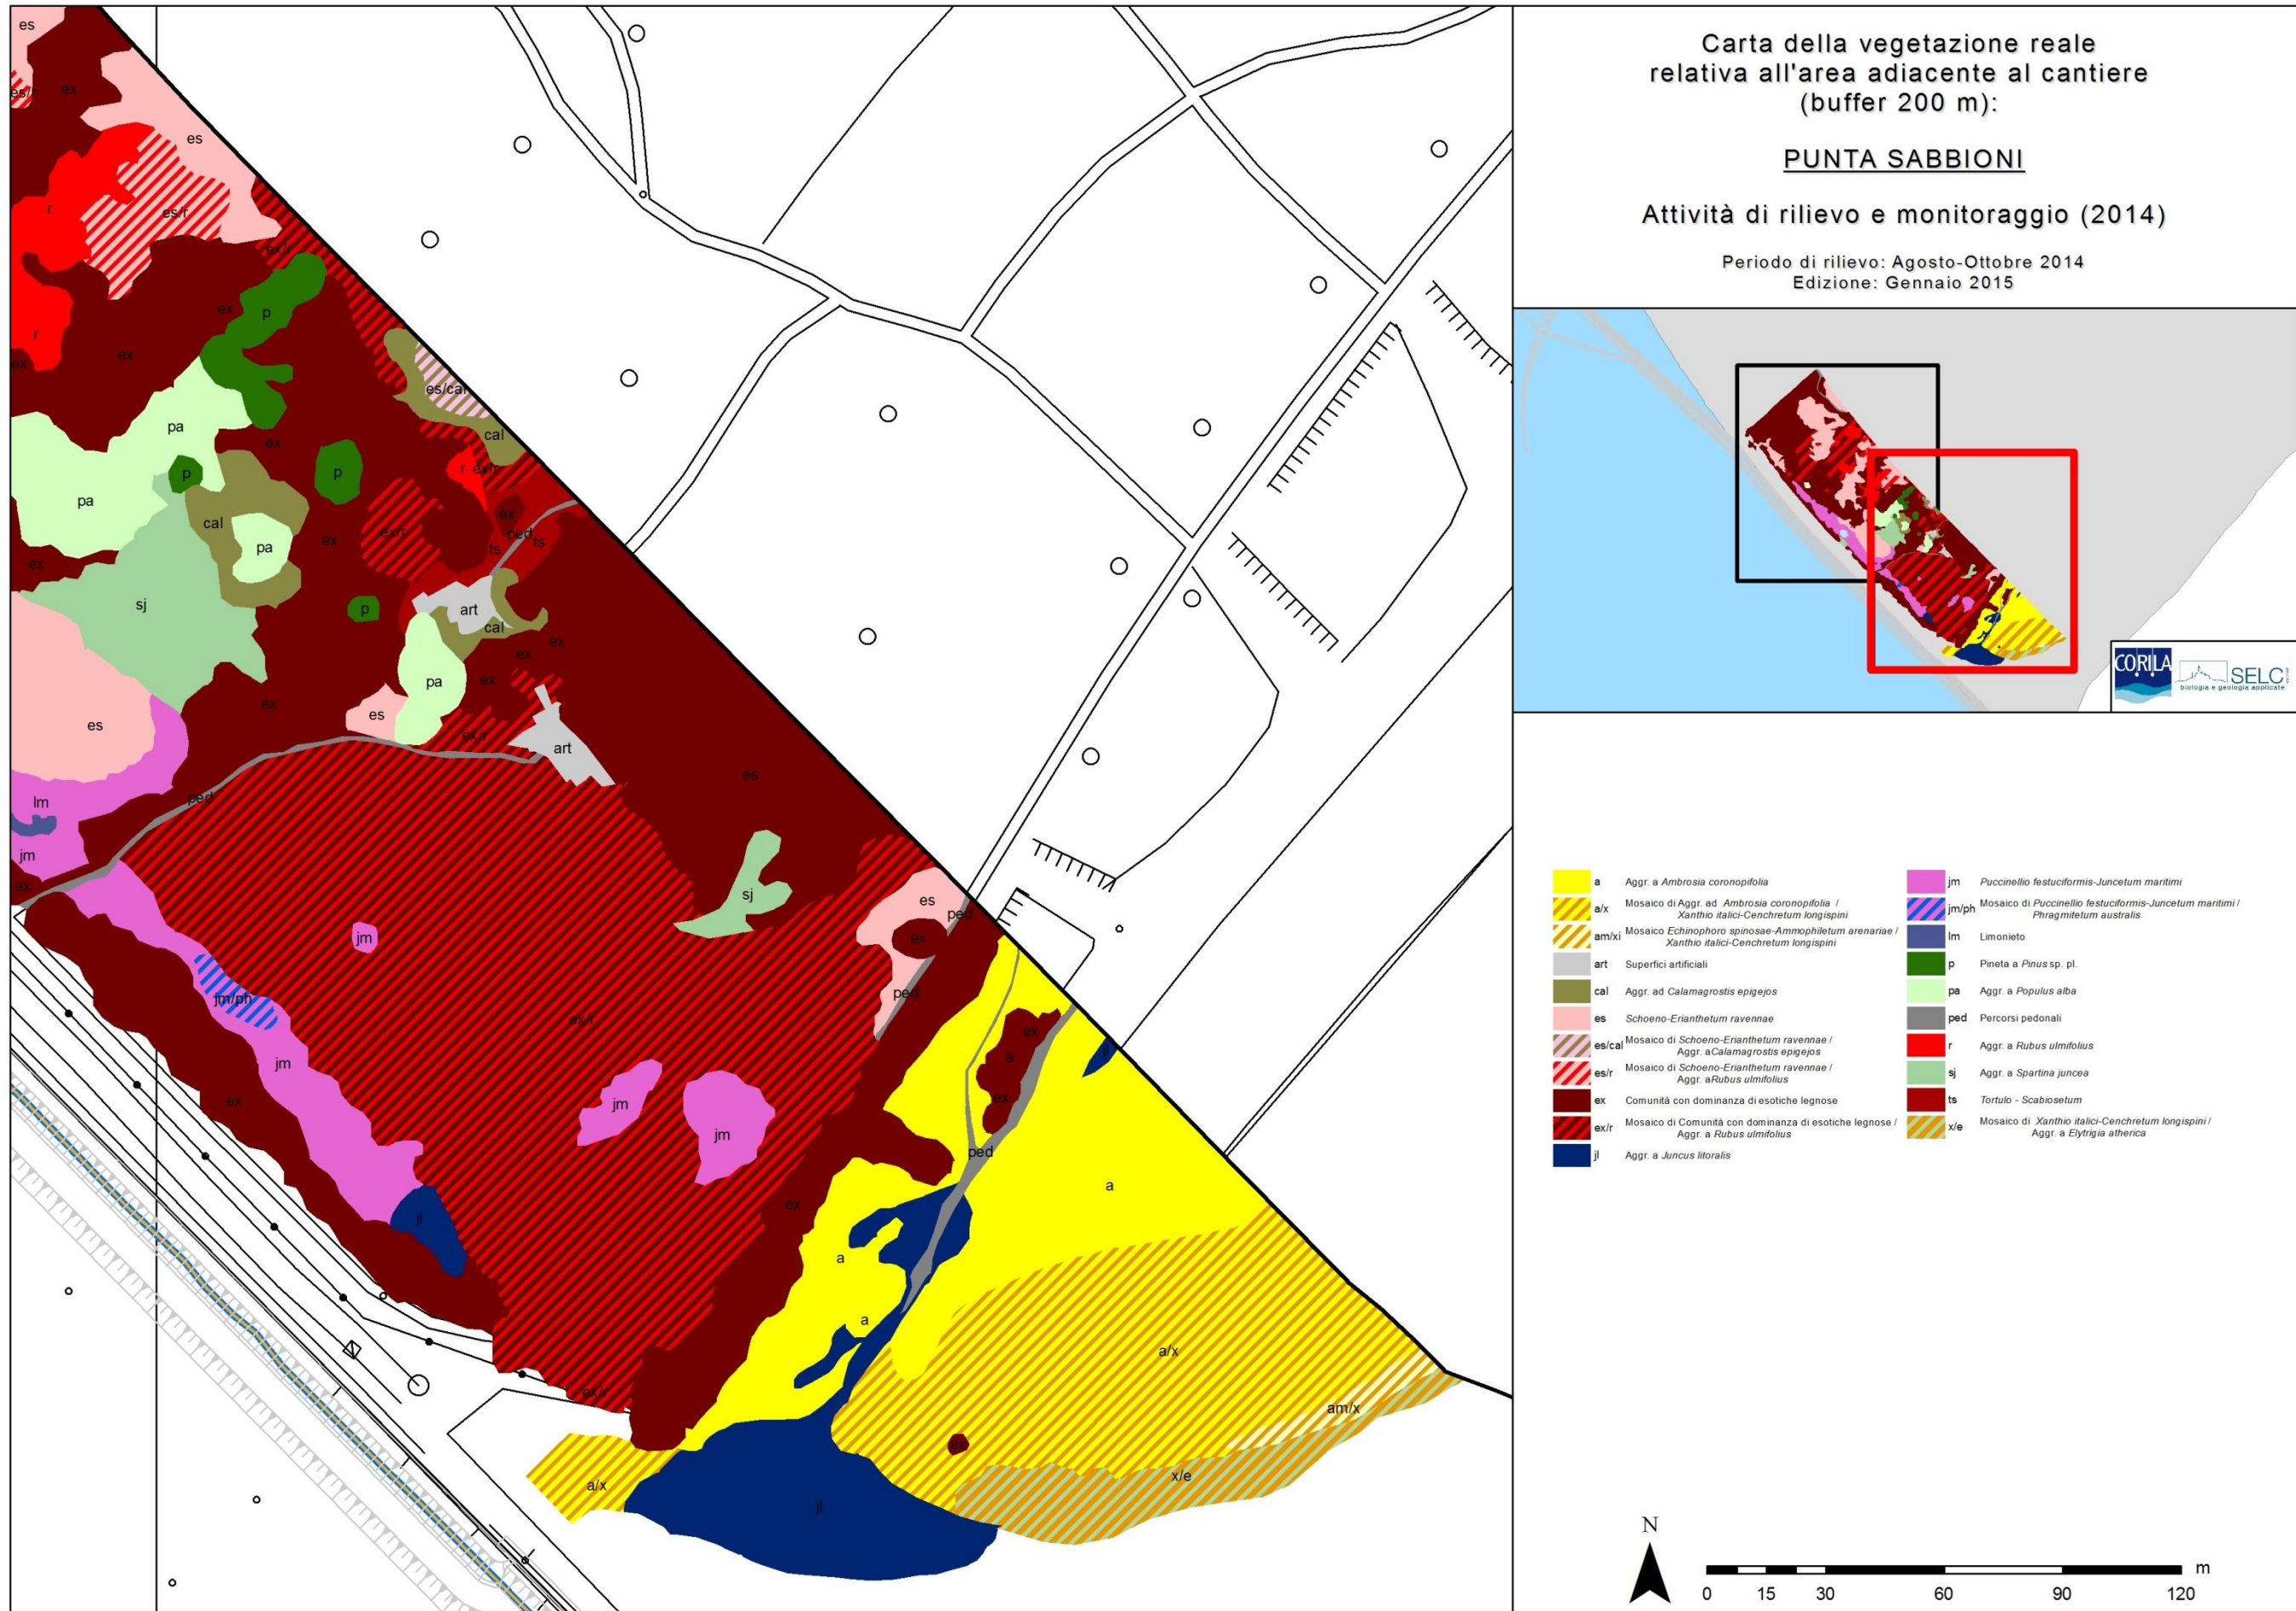 Carta della vegetazione reale
relativa all'area adiacente al cantiere
(buffer 200 m):
PUNTA SABBIONI
Attività di rilievo e monitoraggio (2014)
Periodo di rilievo: Agosto-Ottobre 2014
Edizione: Gennaio 2015
CORILA
SELC
biologia e geologia applicate
es
ex
es
r
es/r
ex/r
ex
p
r
ex
ex
es/cal
pa
ex
cal
p
p
r ex/r
pa
cal
ex
pa
ex
ex/r
ped
ts
ts
ex
sj
p
art
cal
ex
ex
pa
ex
ex
es
es
ex/r
art
es
ped
lm
jm
ex
sj
es
ped
jm
ex
ped
jm/ph
ex/r
ex
a
jm
ex
ex
jm
jm
ped
a
ex
jl
a
a
a/x
ex/r
am/x
ex
x/e
a/x
jl
a Aggr. a Ambrosia coronopifolia
a/x Mosaico di Aggr. ad Ambrosia coronopifolia /
Xanthio italici-Cenchretum longispini
am/xi Mosaico Echinophoro spinosae-Ammophiletum arenariae /
Xanthio italici-Cenchretum longispini
art Superfici artificiali
cal Aggr. ad Calamagrostis epigejos
es Schoeno-Erianthetum ravennae
es/cal Mosaico di Schoeno-Erianthetum ravennae /
Aggr. aCalamagrostis epigejos
es/r Mosaico di Schoeno-Erianthetum ravennae /
Aggr. aRubus ulmifolius
ex Comunità con dominanza di esotiche legnose
ex/r Mosaico di Comunità con dominanza di esotiche legnose /
Aggr. a Rubus ulmifolius
jl Aggr. a Juncus litoralis
jm Puccinellio festuciformis-Juncetum maritimi
jm/ph Mosaico di Puccinellio festuciformis-Juncetum maritimi /
Phragmitetum australis
lm Limonieto
p Pineta a Pinus sp. pl.
pa Aggr. a Populus alba
ped Percorsi pedonali
r Aggr. a Rubus ulmifolius
sj Aggr. a Spartina juncea
ts Tortulo - Scabiosetum
x/e Mosaico di Xanthio italici-Cenchretum longispini /
Aggr. a Elytrigia atherica
N
m
0 15 30 60 90 120